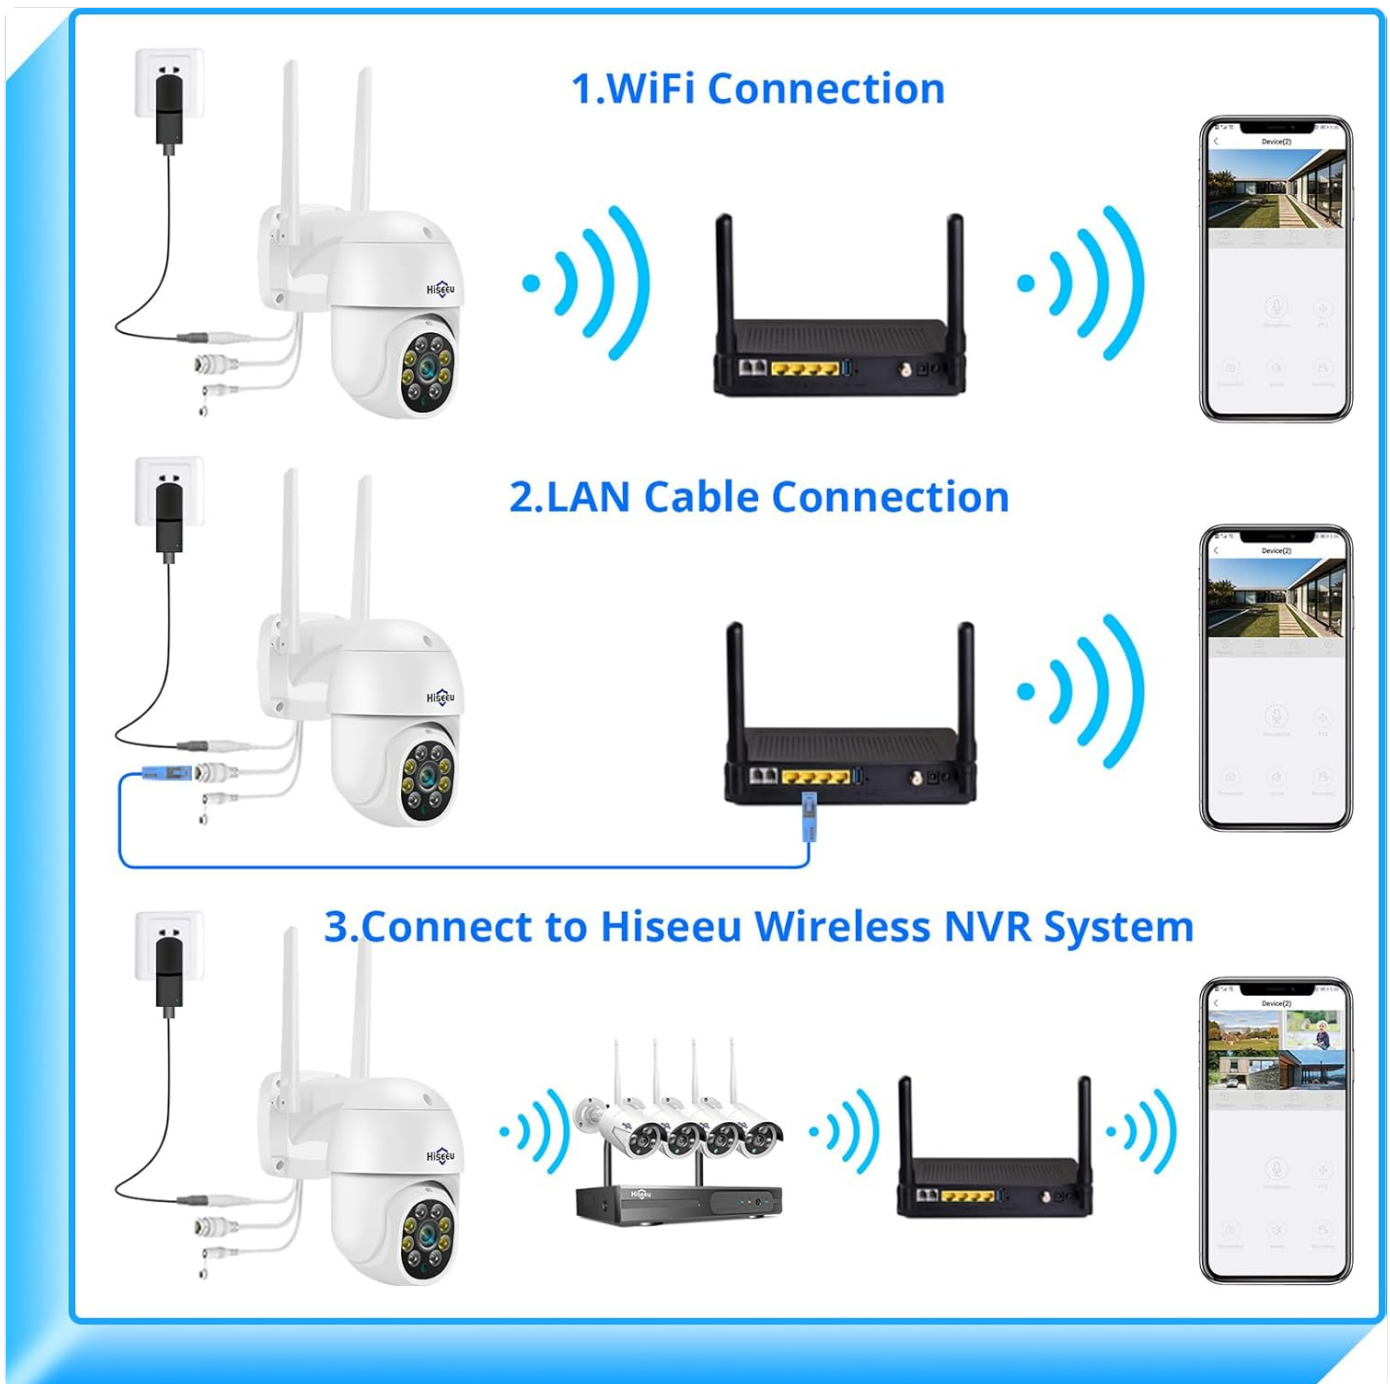 1.WiFi Connection
Device(2)
Hiseeu
2.LAN Cable Connection
Device(2)
Hiseeu
3.Connect to Hiseeu Wireless NVR System
Device(2)
Hiseeu
Hiseeu